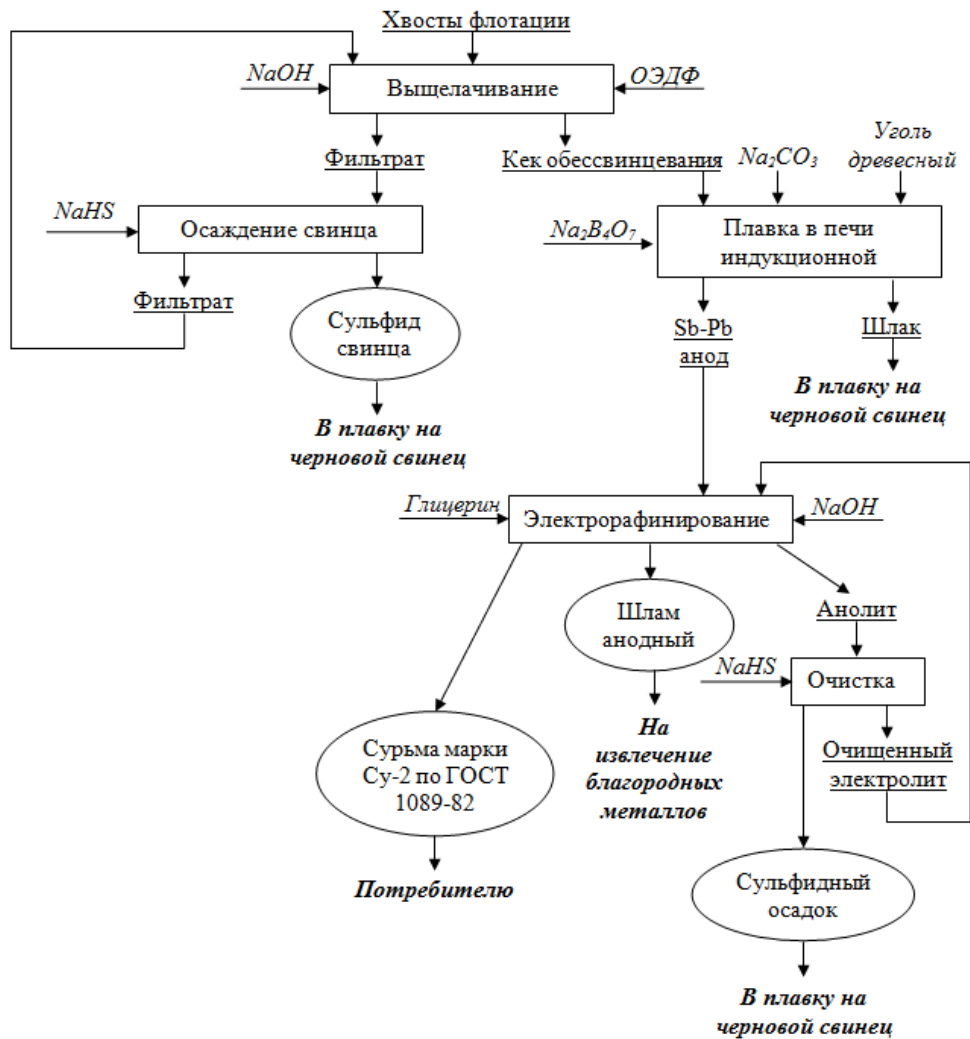 Хвосты флотации
NaOH
Выщелачивание
ОЭДФ
Фильтрат
Кек обессвинцевания
Na₂CO₃
Уголь
древесный
NaHS
Осаждение свинца
Na₂B₄O₇
Плавка в печи
индукционной
Фильтрат
Сульфид
свинца
Sb-Pb
анод
Шлак
В плавку на
черновой свинец
В плавку на
черновой свинец
Глицерин
Электрорафинирование
NaOH
Шлам
анодный
Анолит
NaHS
Очистка
На
извлечение
благородных
металлов
Очищенный
электролит
Сурьма марки
Су-2 по ГОСТ
1089-82
Потребителю
Сульфидный
осадок
В плавку на
черновой свинец